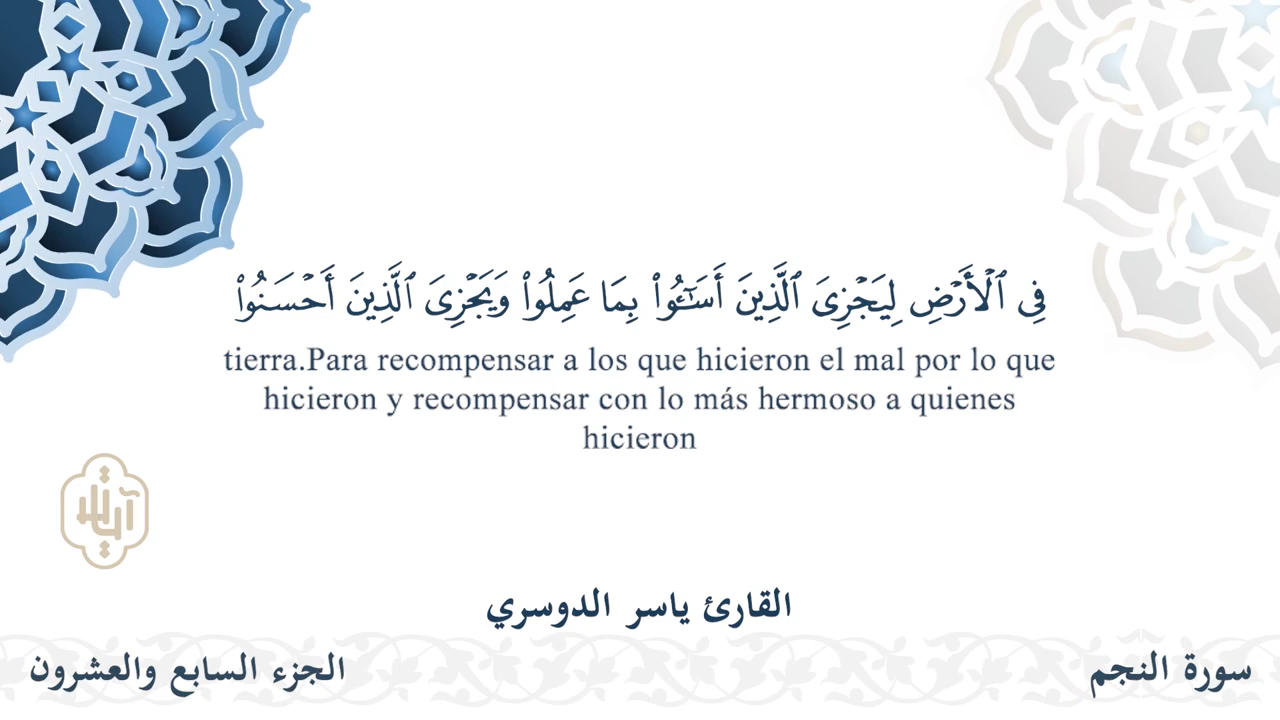 فِى ٱلْأَرْضِ لِيَجْزِىَ ٱلَّذِينَ أَسَـٰٓـُٔوا۟ بِمَا عَمِلُوا۟ وَيَجْزِىَ ٱلَّذِينَ أَحْسَنُوا۟
tierra.Para recompensar a los que hicieron el mal por lo que
hicieron y recompensar con lo más hermoso a quienes
hicieron
القارئ ياسر الدوسري
سورة النجم
الجزء السابع والعشرون